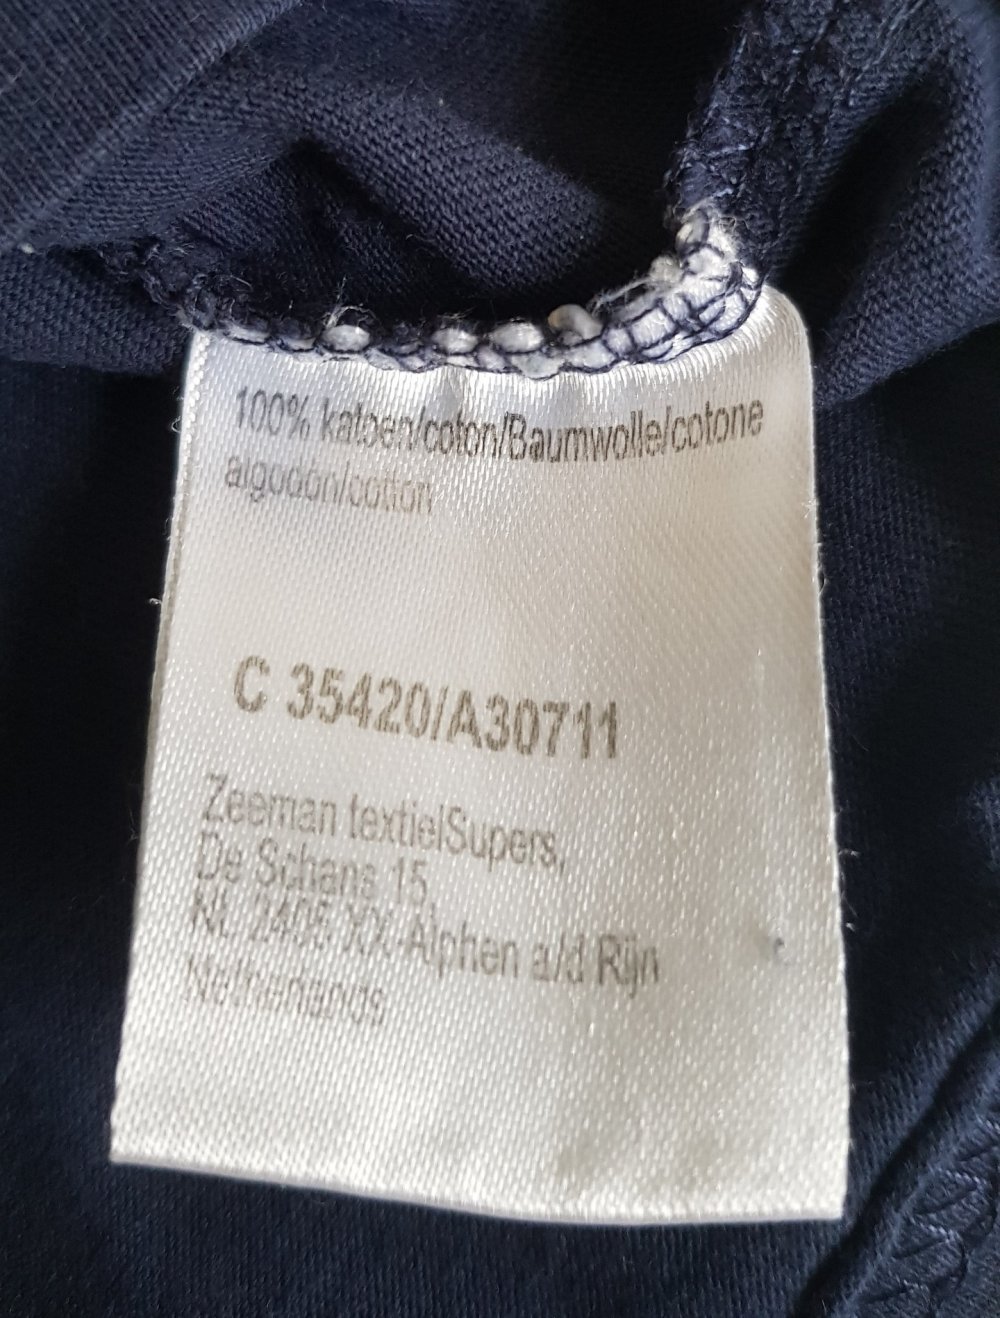 100% katoen/coton/Baumwolle/cotone
algodon/cotton
C 35420/A30711
Zeeman textielSupers,
De Schans 15
NL 2405 XX-Alphen a/d Rijn
Netherlands